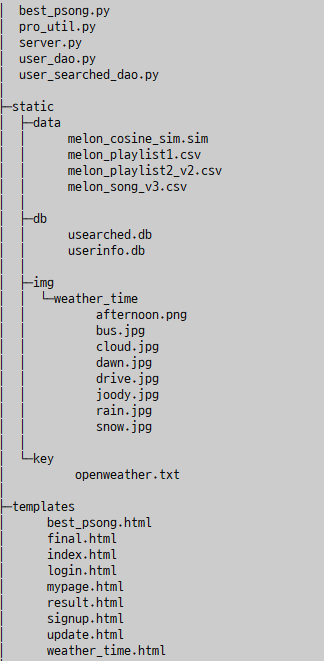 best_psong.py
pro_util.py
server.py
user_dao.py
user_searched_dao.py
static
data
melon_cosine_sim.sim
melon_playlist1.csv
melon_playlist2_v2.csv
melon_song_v3.csv
db
usearched.db
userinfo.db
img
weather_time
afternoon.png
bus.jpg
cloud.jpg
dawn.jpg
drive.jpg
joody.jpg
rain.jpg
snow.jpg
key
openweather.txt
templates
best_psong.html
final.html
index.html
login.html
mypage.html
result.html
signup.html
update.html
weather_time.html